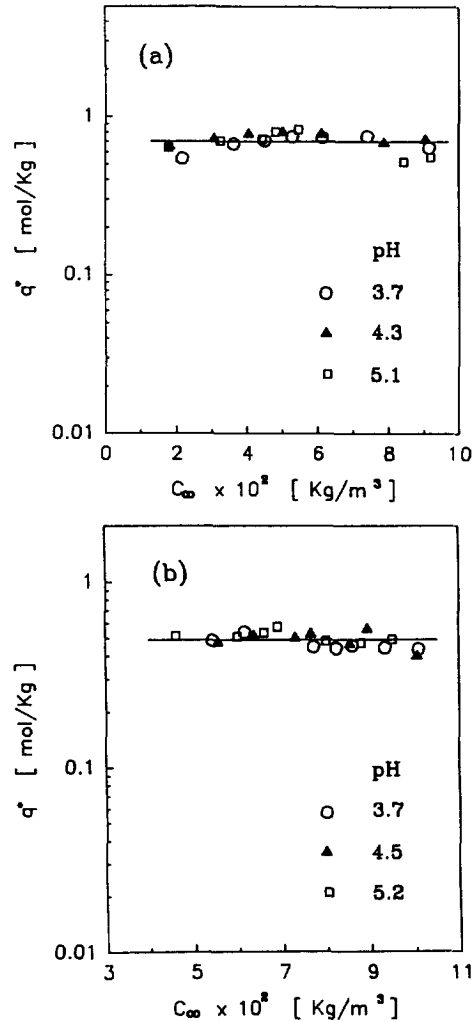 (a)
1
0.1
0.01
q* [ mol/Kg ]
pH
3.7
4.3
5.1
0 2 4 6 8 10
C∞ × 10² [ Kg/m³ ]
(b)
1
0.1
0.01
q* [ mol/Kg ]
pH
3.7
4.5
5.2
3 5 7 9 11
C∞ × 10² [ Kg/m³ ]